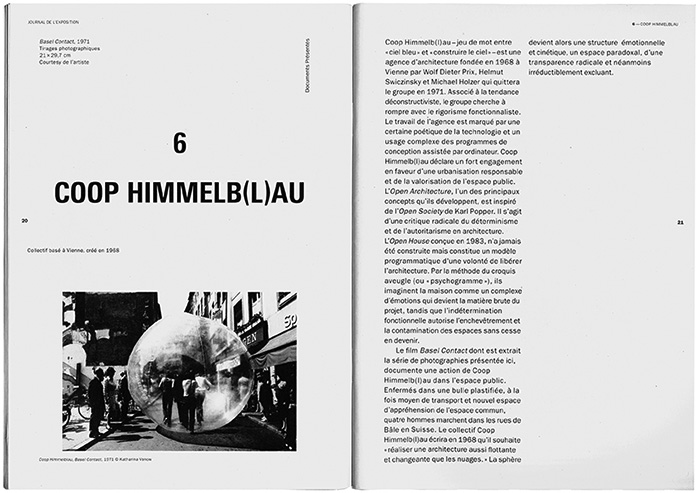 JOURNAL DE L'EXPOSITION
Basel Contact, 1971
Tirages photographiques
21 × 29,7 cm
Courtesy de l'artiste
Documents Présentés
6
COOP HIMMELB(L)AU
20
Collectif basé à Vienne, créé en 1968
Coop Himmelblau, Basel Contact, 1971 © Katharina Vonow
6 — COOP HIMMELBLAU
Coop Himmelb(l)au – jeu de mot entre
« ciel bleu » et « construire le ciel » – est une
agence d'architecture fondée en 1968 à
Vienne par Wolf Dieter Prix, Helmut
Swiczinsky et Michael Holzer qui quittera
le groupe en 1971. Associé à la tendance
déconstructiviste, le groupe cherche à
rompre avec le rigorisme fonctionnaliste.
Le travail de l'agence est marqué par une
certaine poétique de la technologie et un
usage complexe des programmes de
conception assistée par ordinateur. Coop
Himmelb(l)au déclare un fort engagement
en faveur d'une urbanisation responsable
et de la valorisation de l'espace public.
L'Open Architecture, l'un des principaux
concepts qu'ils développent, est inspiré
de l'Open Society de Karl Popper. Il s'agit
d'une critique radicale du déterminisme
et de l'autoritarisme en architecture.
L'Open House conçue en 1983, n'a jamais
été construite mais constitue un modèle
programmatique d'une volonté de libérer
l'architecture. Par la méthode du croquis
aveugle (ou « psychogramme »), ils
imaginent la maison comme un complexe
d'émotions qui devient la matière brute du
projet, tandis que l'indétermination
fonctionnelle autorise l'enchevêtrement et
la contamination des espaces sans cesse
en devenir.
Le film Basel Contact dont est extrait
la série de photographies présentée ici,
documente une action de Coop
Himmelb(l)au dans l'espace public.
Enfermés dans une bulle plastifiée, à la
fois moyen de transport et nouvel espace
d'appréhension de l'espace commun,
quatre hommes marchent dans les rues de
Bâle en Suisse. Le collectif Coop
Himmelb(l)au écrira en 1968 qu'il souhaite
« réaliser une architecture aussi flottante
et changeante que les nuages. » La sphère
devient alors une structure émotionnelle
et cinétique, un espace paradoxal, d'une
transparence radicale et néanmoins
irréductiblement excluant.
21